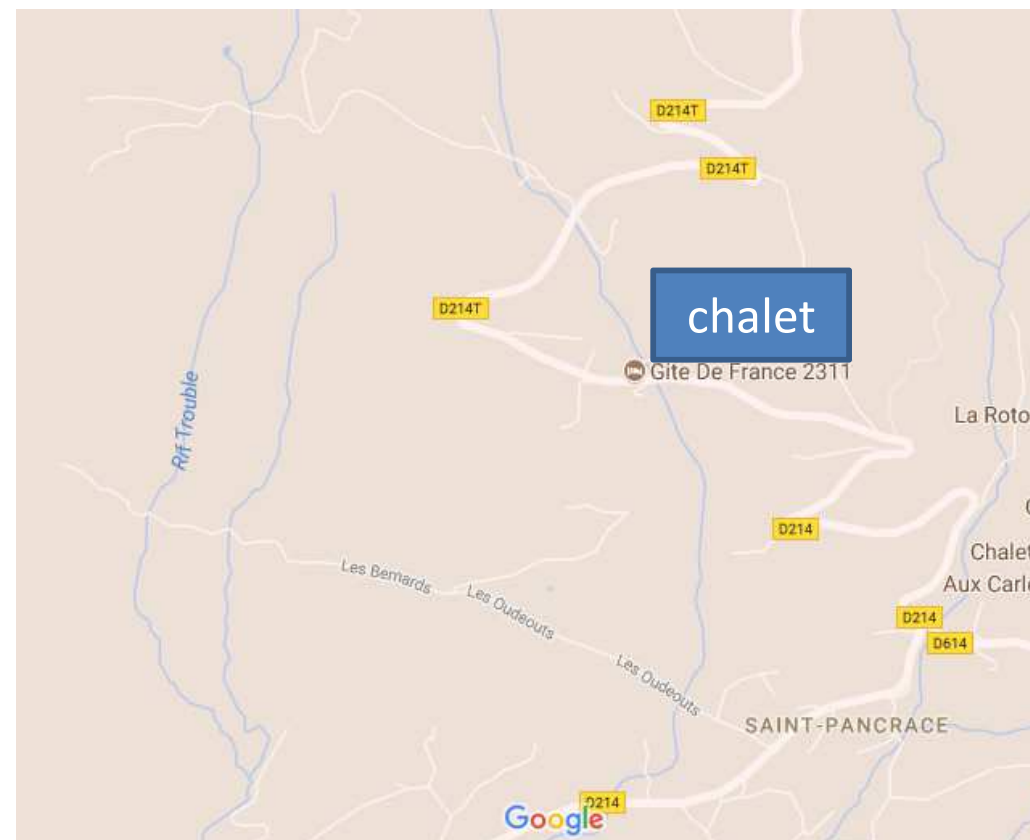 D214T
D214T
chalet
D214T
Gîte De France 2311
Rif Trouble
La Roto
D214
Chalet
Les Bernards
Aux Carl
Les Oudeouts
D214
D614
Les Oudeouts
SAINT-PANCRACE
D214
Google